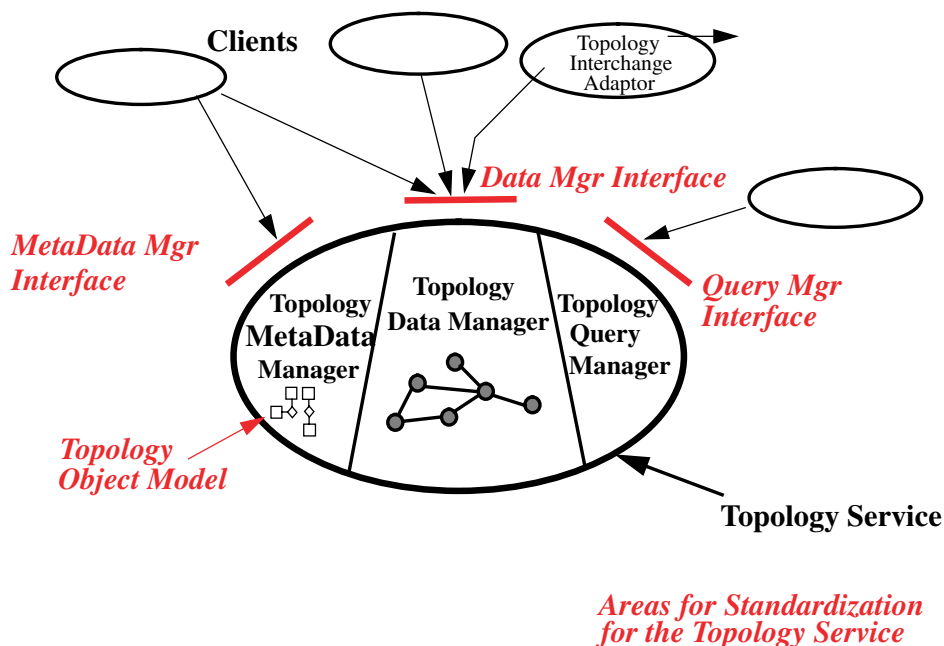 Clients
Topology
Interchange
Adaptor
Data Mgr Interface
MetaData Mgr
Interface
Query Mgr
Interface
Topology
MetaData
Manager
Topology
Data Manager
Topology
Query
Manager
Topology
Object Model
Topology Service
Areas for Standardization
for the Topology Service